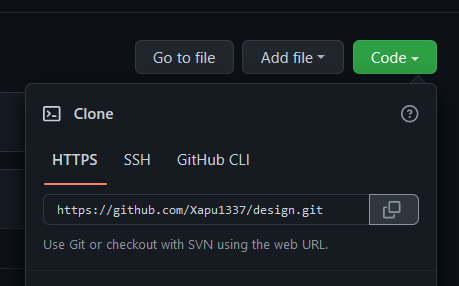 Go to file Add file Code
Clone
HTTPS SSH GitHub CLI
https://github.com/Xapu1337/design.git
Use Git or checkout with SVN using the web URL.